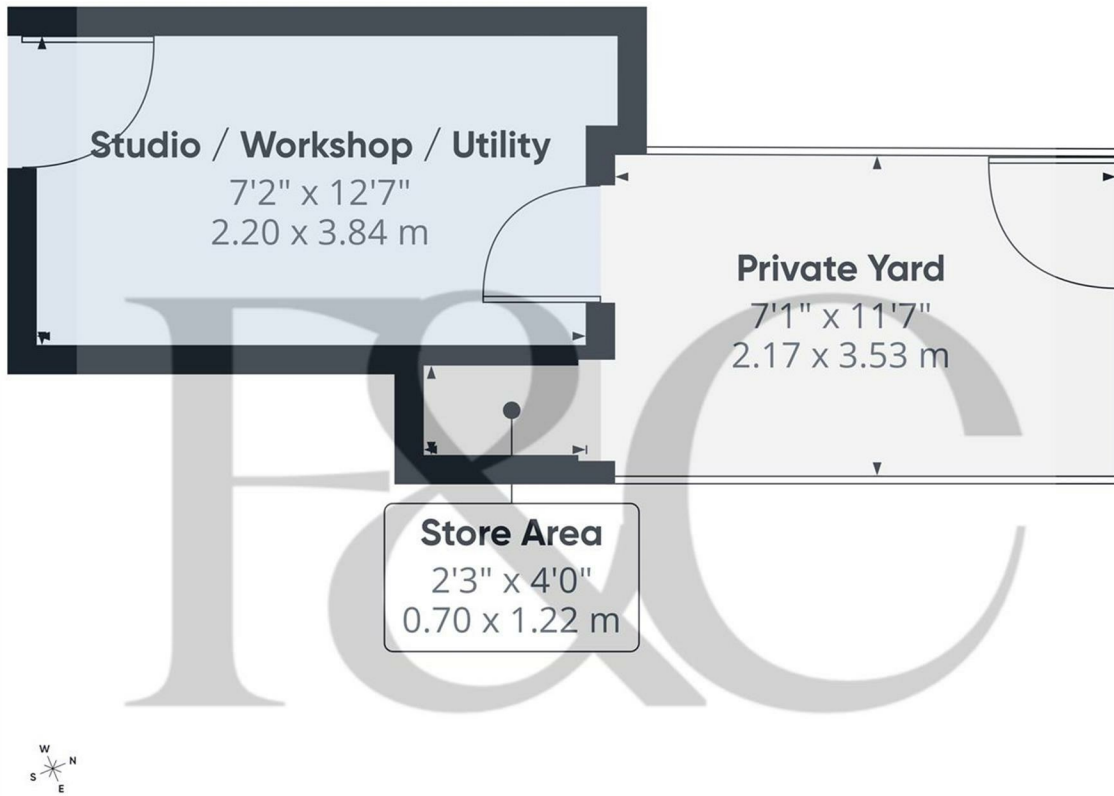 Studio / Workshop / Utility
7'2" x 12'7"
2.20 x 3.84 m
Private Yard
7'1" x 11'7"
2.17 x 3.53 m
Store Area
2'3" x 4'0"
0.70 x 1.22 m
F&C
W
N
S
E